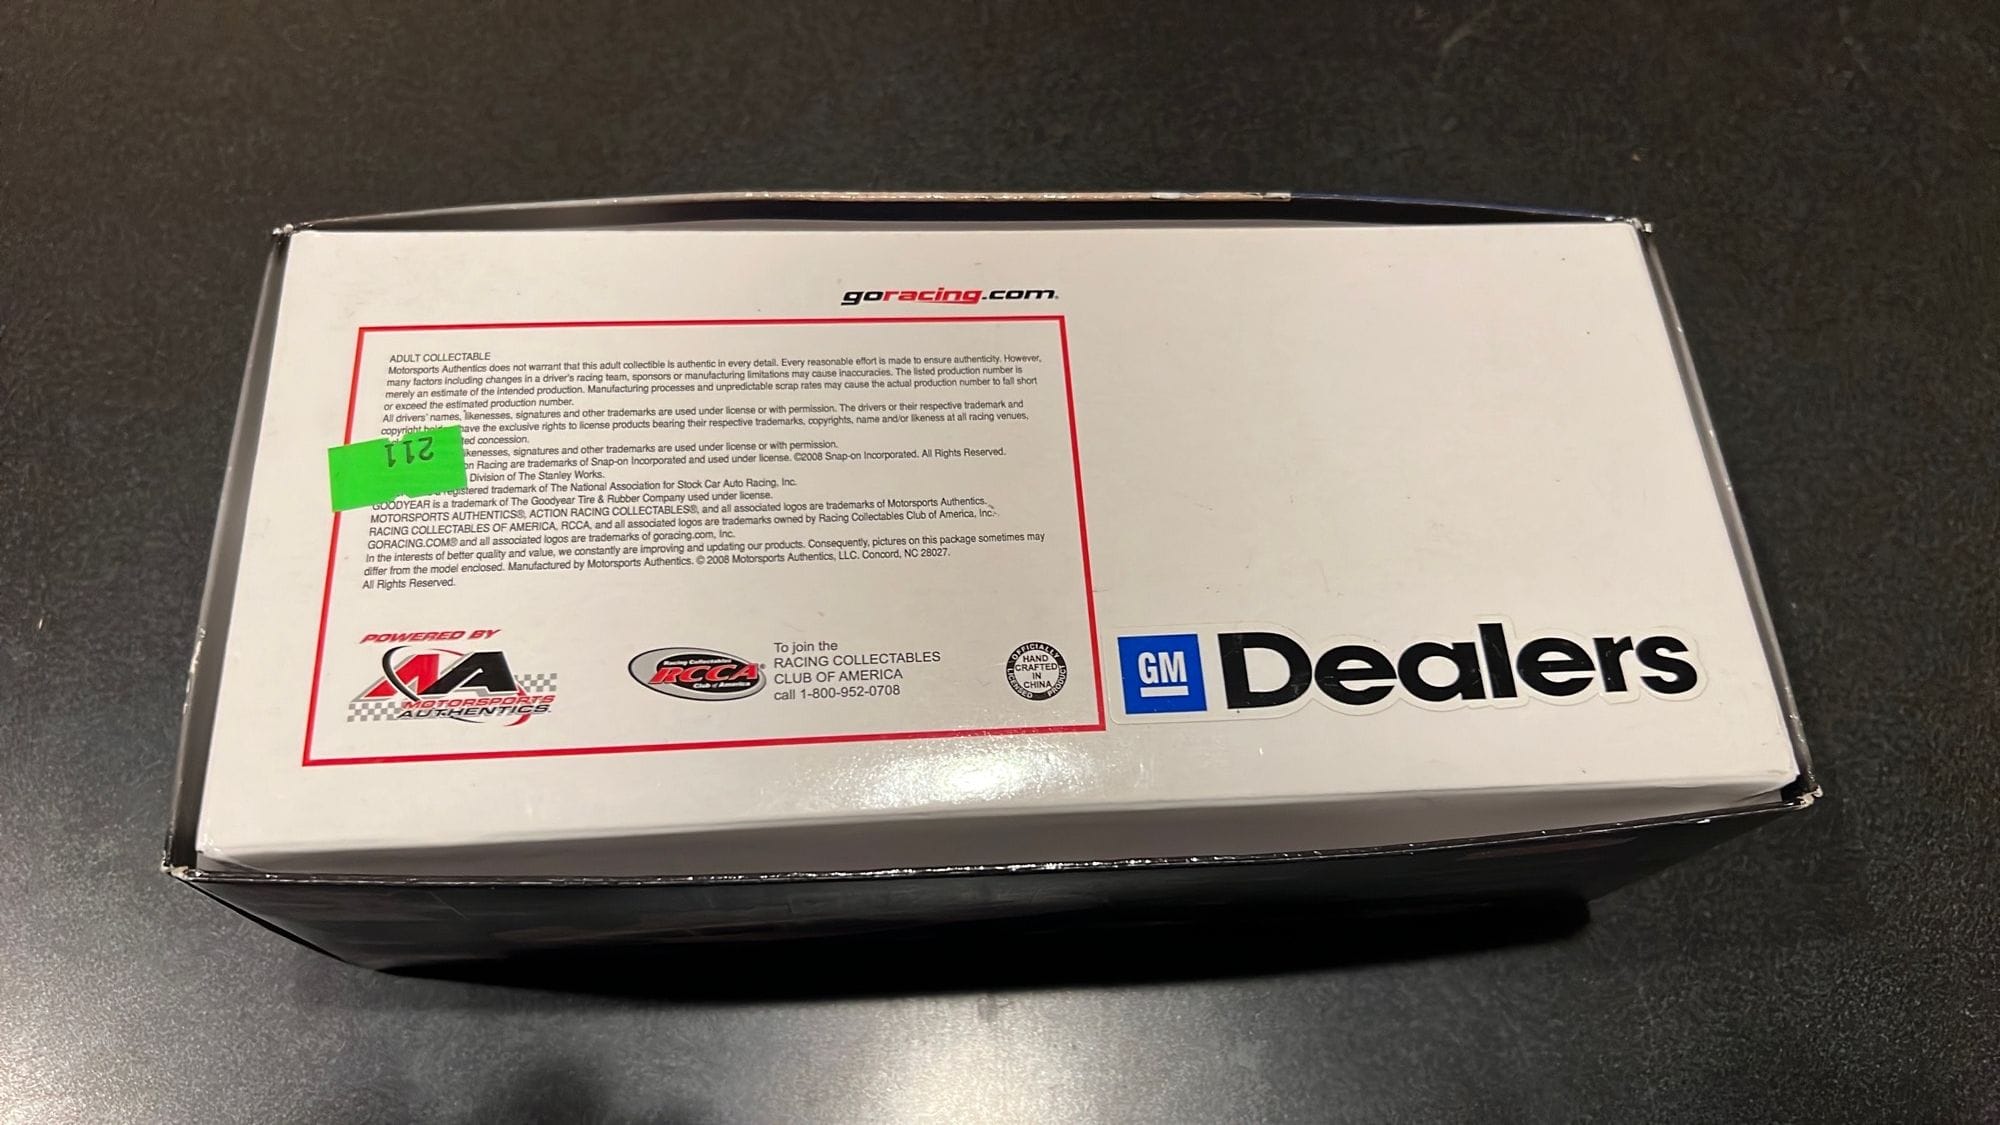 goracing.com.
ADULT COLLECTABLE
Motorsports Authentics does not warrant that this adult collectible is authentic in every detail. Every reasonable effort is made to ensure authenticity. However,
many factors including changes in a driver's racing team, sponsors or manufacturing limitations may cause inaccuracies. The listed production number is
merely an estimate of the intended production. Manufacturing processes and unpredictable scrap rates may cause the actual production number to fall short
or exceed the estimated production number.
All drivers' names, likenesses, signatures and other trademarks are used under license or with permission. The drivers or their respective trademark and
copyright have the exclusive rights to license products bearing their respective trademarks, copyrights, name and/or likeness at all racing venues,
concession.
likenesses, signatures and other trademarks are used under license or with permission.
on Racing are trademarks of Snap-on Incorporated and used under license. ©2008 Snap-on Incorporated. All Rights Reserved.
Division of The Stanley Works.
registered trademark of The National Association for Stock Car Auto Racing, Inc.
GOODYEAR is a trademark of The Goodyear Tire & Rubber Company used under license.
MOTORSPORTS AUTHENTICS®, ACTION RACING COLLECTABLES®, and all associated logos are trademarks of Motorsports Authentics.
RACING COLLECTABLES OF AMERICA, RCCA, and all associated logos are trademarks owned by Racing Collectables Club of America, Inc.
GORACING.COM® and all associated logos are trademarks of goracing.com, Inc.
In the interests of better quality and value, we constantly are improving and updating our products. Consequently, pictures on this package sometimes may
differ from the model enclosed. Manufactured by Motorsports Authentics. © 2008 Motorsports Authentics, LLC. Concord, NC 28027.
All Rights Reserved.
211
POWERED BY
MA
MOTORSPORTS
AUTHENTICS.
Racing Collectables
RCCA®
Club of America
To join the
RACING COLLECTABLES
CLUB OF AMERICA
call 1-800-952-0708
OFFICIALLY
HAND
CRAFTED
IN
CHINA
LICENSED PRODUCT
GM Dealers